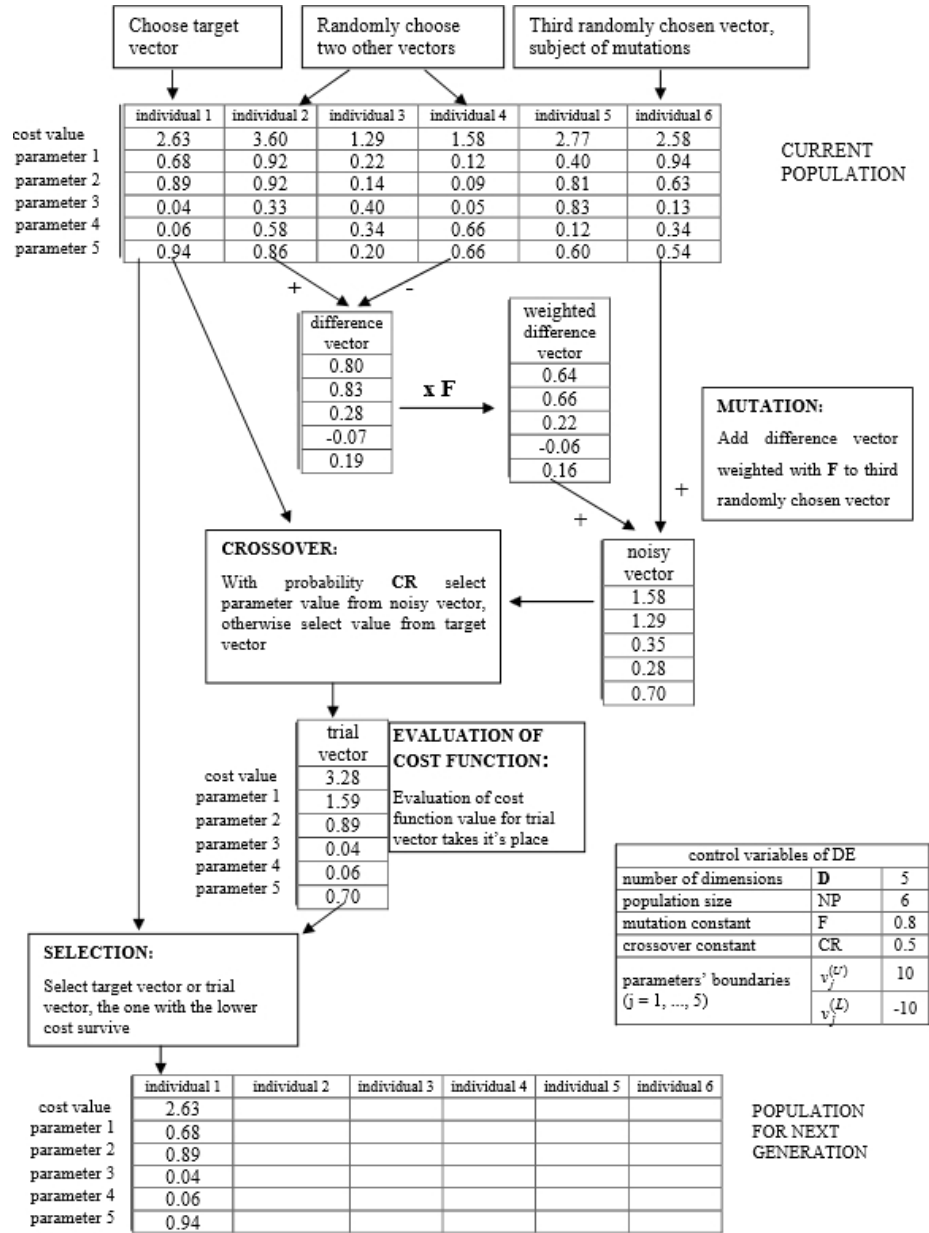 Choose target
vector
Randomly choose
two other vectors
Third randomly chosen vector,
subject of mutations
individual 1 individual 2 individual 3 individual 4 individual 5 individual 6
cost value 2.63 3.60 1.29 1.58 2.77 2.58
parameter 1 0.68 0.92 0.22 0.12 0.40 0.94
parameter 2 0.89 0.92 0.14 0.09 0.81 0.63
parameter 3 0.04 0.33 0.40 0.05 0.83 0.13
parameter 4 0.06 0.58 0.34 0.66 0.12 0.34
parameter 5 0.94 0.86 0.20 0.66 0.60 0.54
CURRENT
POPULATION
+ -
difference
vector
0.80
0.83
0.28
-0.07
0.19
x F
weighted
difference
vector
0.64
0.66
0.22
-0.06
0.16
MUTATION:
Add difference vector
weighted with F to third
randomly chosen vector
+
+
CROSSOVER:
With probability CR select
parameter value from noisy vector,
otherwise select value from target
vector
noisy
vector
1.58
1.29
0.35
0.28
0.70
trial
vector
cost value 3.28
parameter 1 1.59
parameter 2 0.89
parameter 3 0.04
parameter 4 0.06
parameter 5 0.70
EVALUATION OF
COST FUNCTION:
Evaluation of cost
function value for trial
vector takes it's place
control variables of DE
number of dimensions D 5
population size NP 6
mutation constant F 0.8
crossover constant CR 0.5
parameters' boundaries
(j = 1, ..., 5)
v_j^(U) 10
v_j^(L) -10
SELECTION:
Select target vector or trial
vector, the one with the lower
cost survive
individual 1 individual 2 individual 3 individual 4 individual 5 individual 6
cost value 2.63
parameter 1 0.68
parameter 2 0.89
parameter 3 0.04
parameter 4 0.06
parameter 5 0.94
POPULATION
FOR NEXT
GENERATION